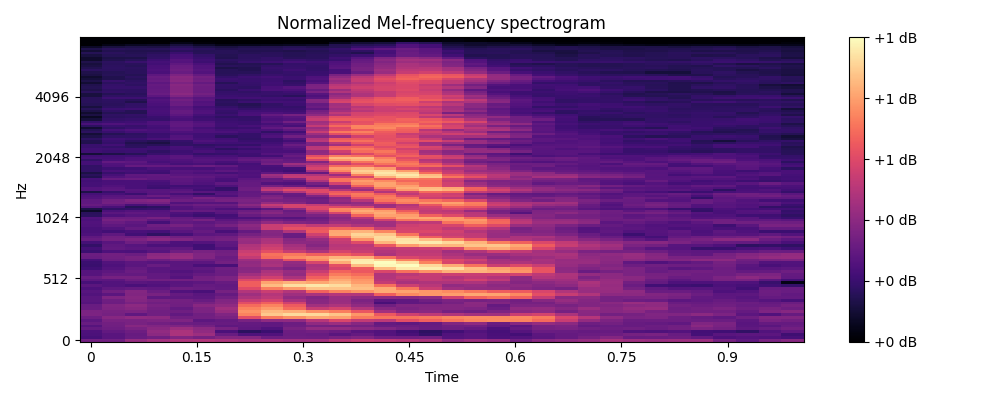 Normalized Mel-frequency spectrogram
Hz
4096
2048
1024
512
0
0 0.15 0.3 0.45 0.6 0.75 0.9
Time
+1 dB
+1 dB
+1 dB
+0 dB
+0 dB
+0 dB